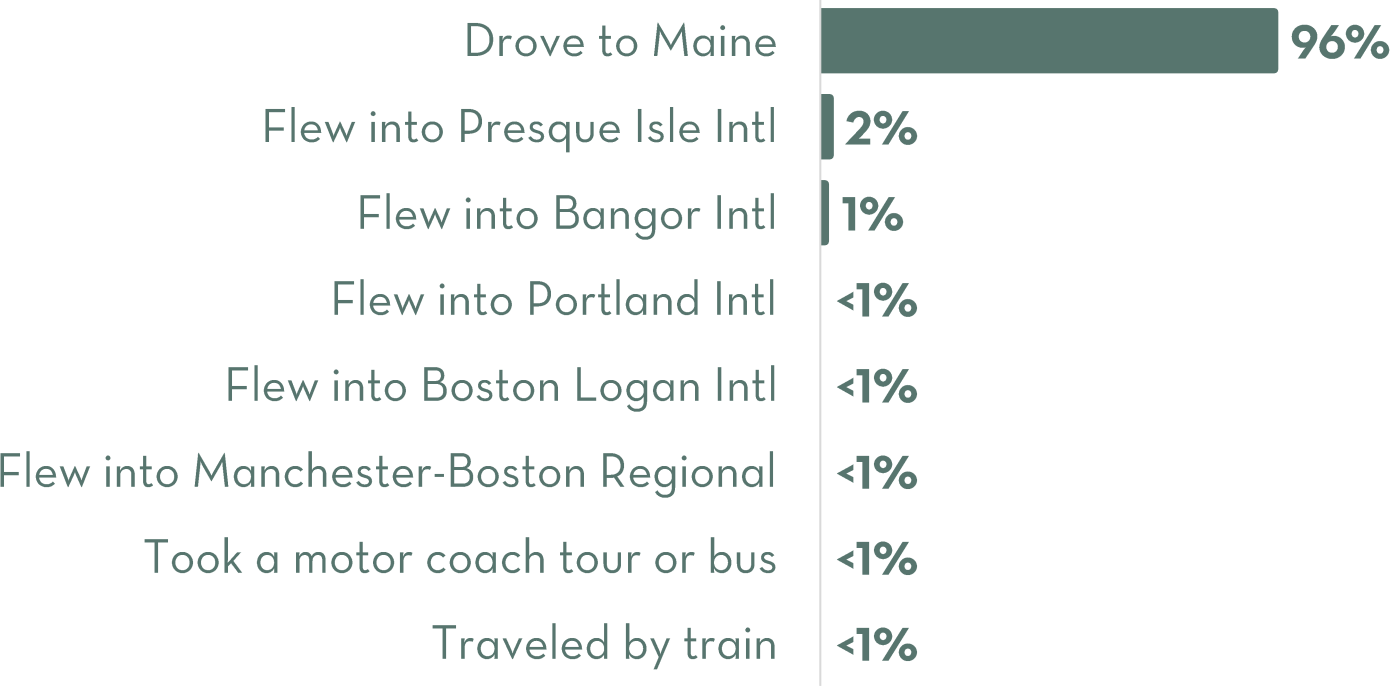 Drove to Maine 96%
Flew into Presque Isle Intl 2%
Flew into Bangor Intl 1%
Flew into Portland Intl <1%
Flew into Boston Logan Intl <1%
Flew into Manchester-Boston Regional <1%
Took a motor coach tour or bus <1%
Traveled by train <1%